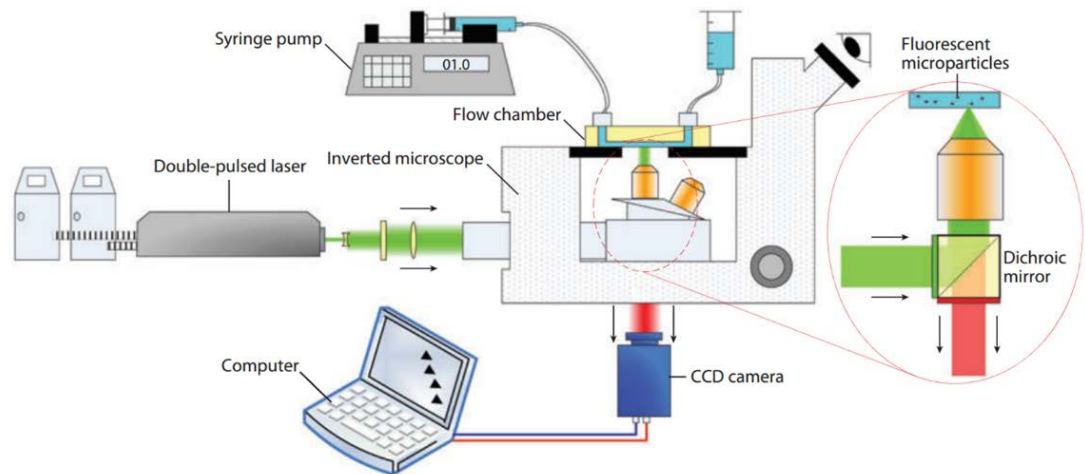 Syringe pump
01.0
Fluorescent
microparticles
Flow chamber
Inverted microscope
Double-pulsed laser
Dichroic
mirror
Computer
CCD camera